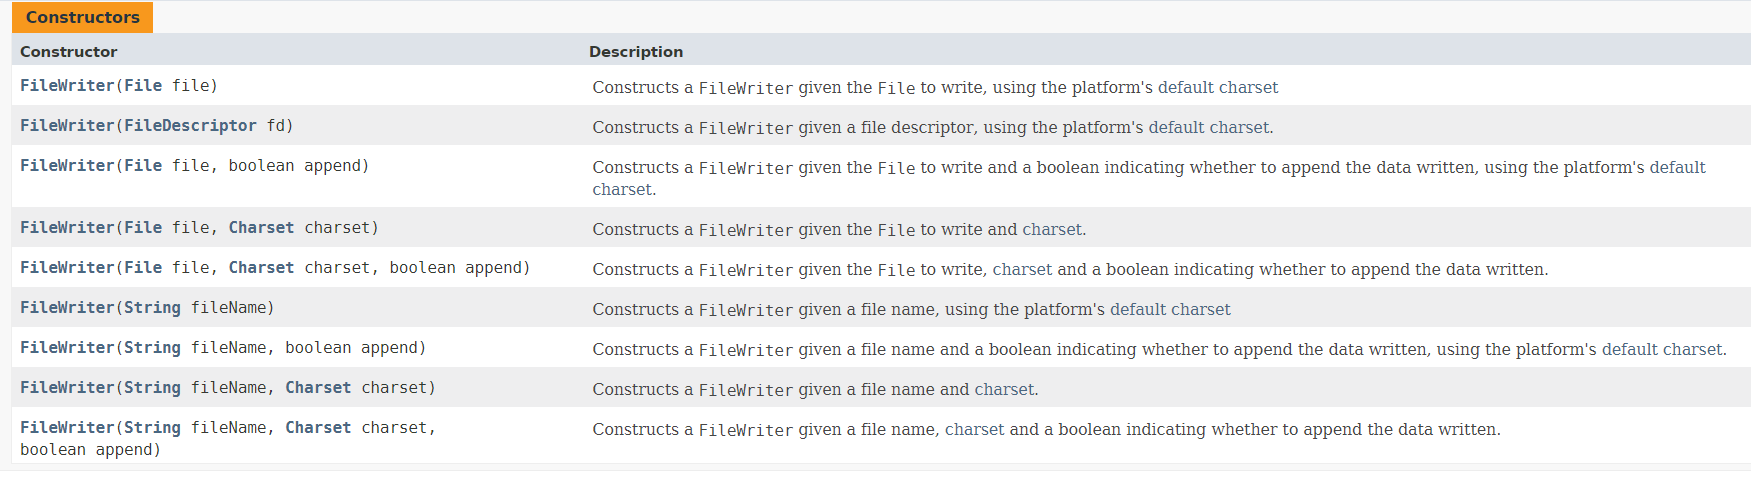 Constructors
Constructor Description
FileWriter(File file) Constructs a FileWriter given the File to write, using the platform's default charset
FileWriter(FileDescriptor fd) Constructs a FileWriter given a file descriptor, using the platform's default charset.
FileWriter(File file, boolean append) Constructs a FileWriter given the File to write and a boolean indicating whether to append the data written, using the platform's default
charset.
FileWriter(File file, Charset charset) Constructs a FileWriter given the File to write and charset.
FileWriter(File file, Charset charset, boolean append) Constructs a FileWriter given the File to write, charset and a boolean indicating whether to append the data written.
FileWriter(String fileName) Constructs a FileWriter given a file name, using the platform's default charset
FileWriter(String fileName, boolean append) Constructs a FileWriter given a file name and a boolean indicating whether to append the data written, using the platform's default charset.
FileWriter(String fileName, Charset charset) Constructs a FileWriter given a file name and charset.
FileWriter(String fileName, Charset charset, Constructs a FileWriter given a file name, charset and a boolean indicating whether to append the data written.
boolean append)